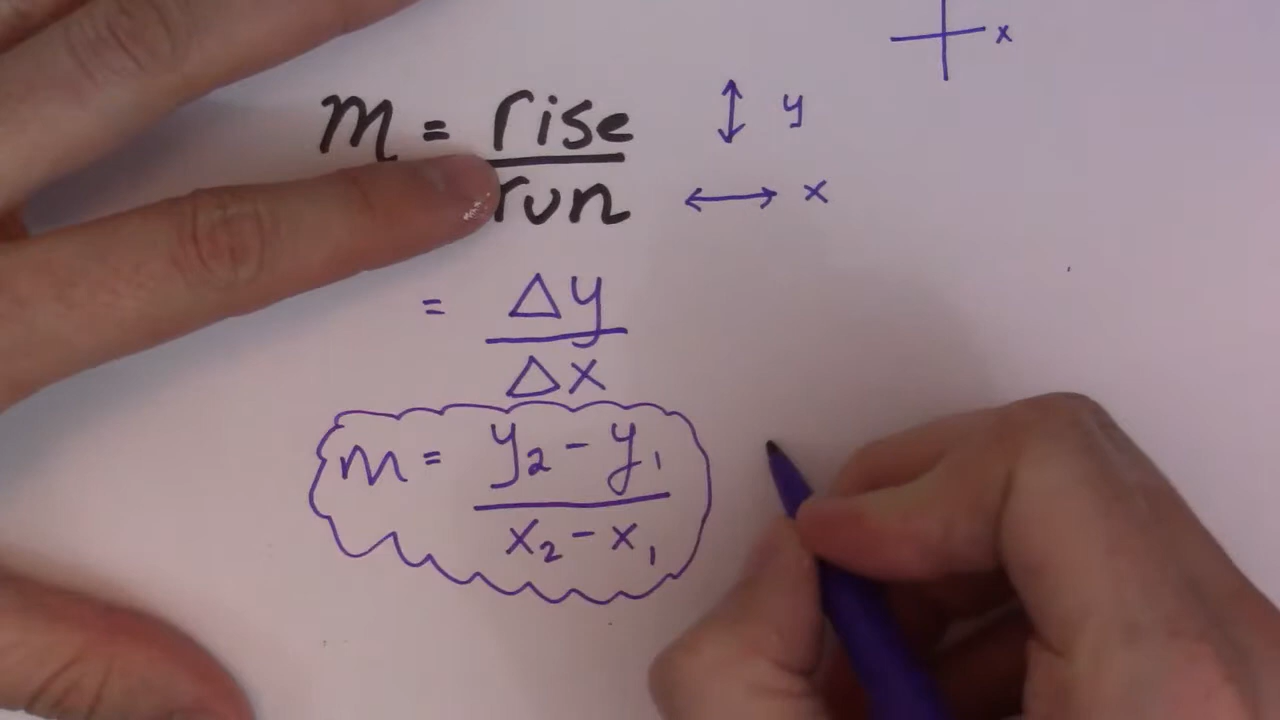 x
m = rise y
run x
= Δy
Δx
m = y₂ - y₁
x₂ - x₁